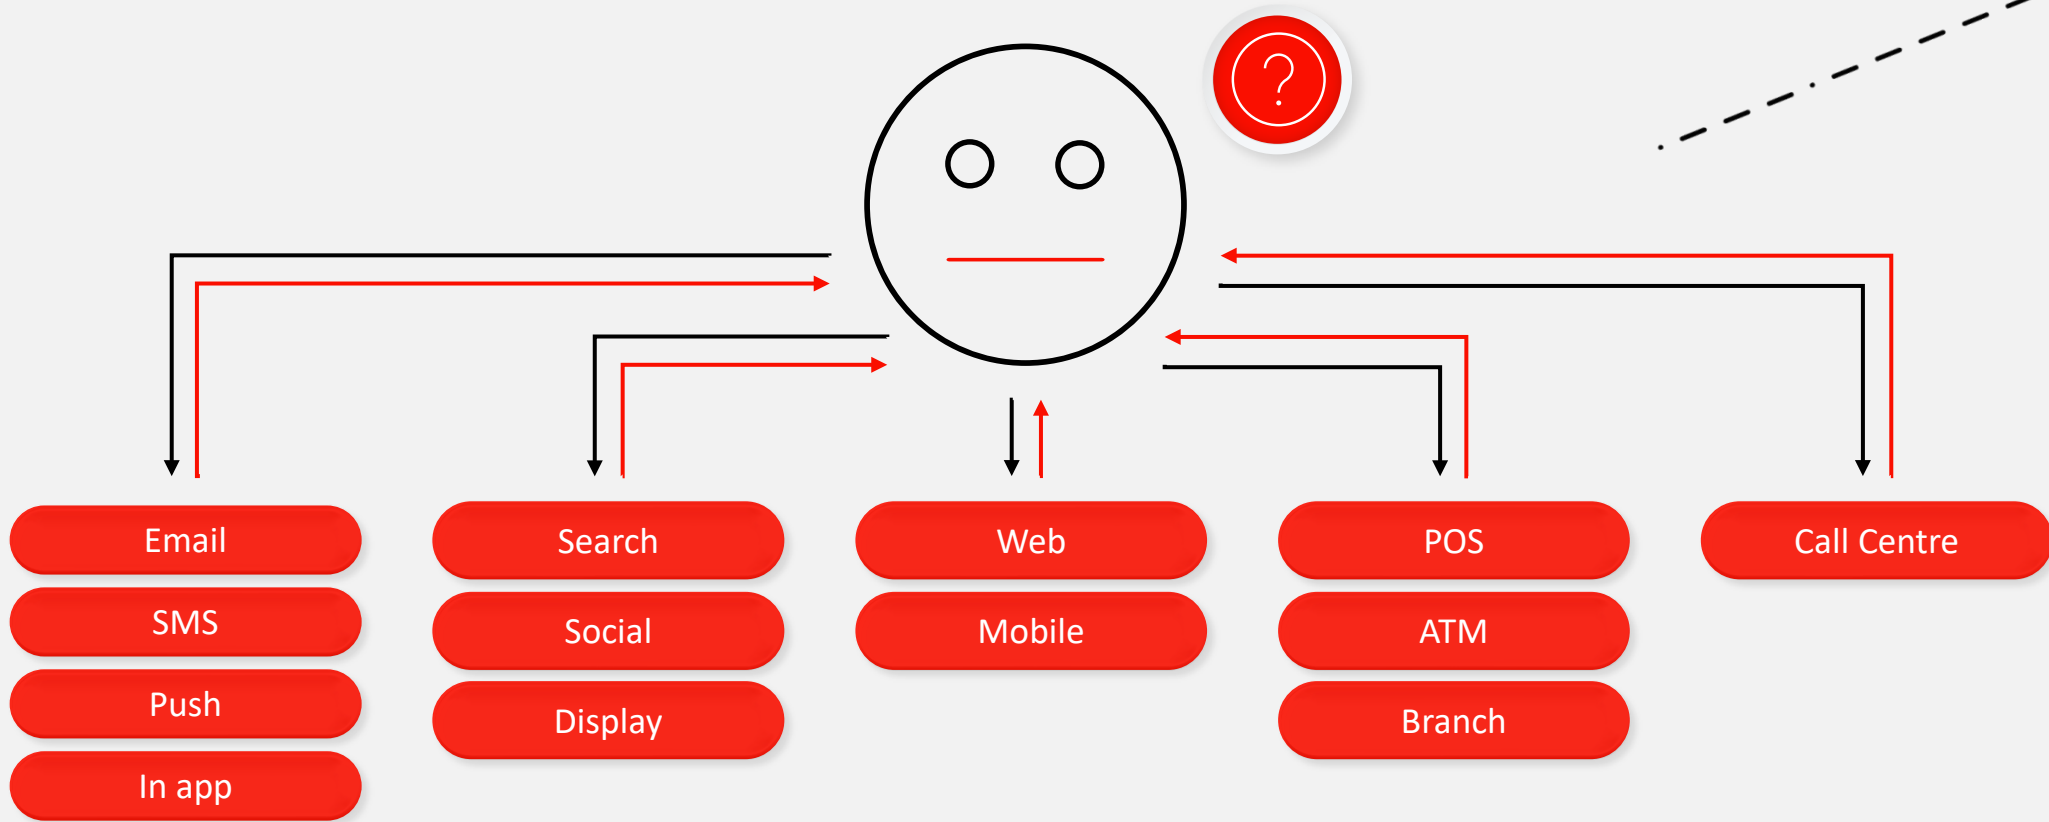 ?
Email
SMS
Push
In app
Search
Social
Display
Web
Mobile
POS
ATM
Branch
Call Centre